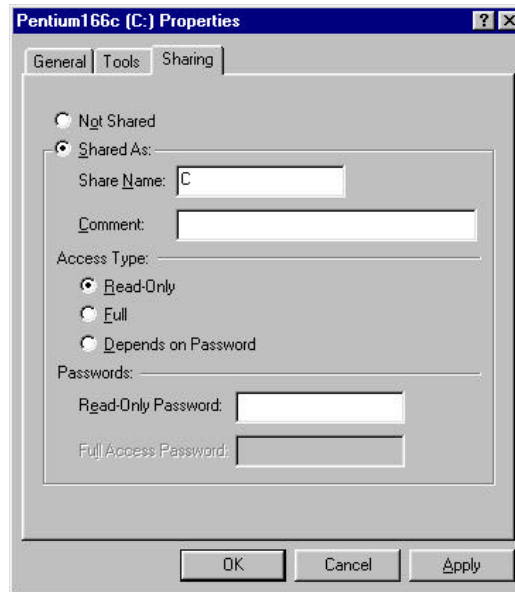 Pentium166c (C:) Properties
General Tools Sharing
Not Shared
Shared As:
Share Name: C
Comment:
Access Type:
Read-Only
Full
Depends on Password
Passwords:
Read-Only Password:
Full Access Password:
OK Cancel Apply